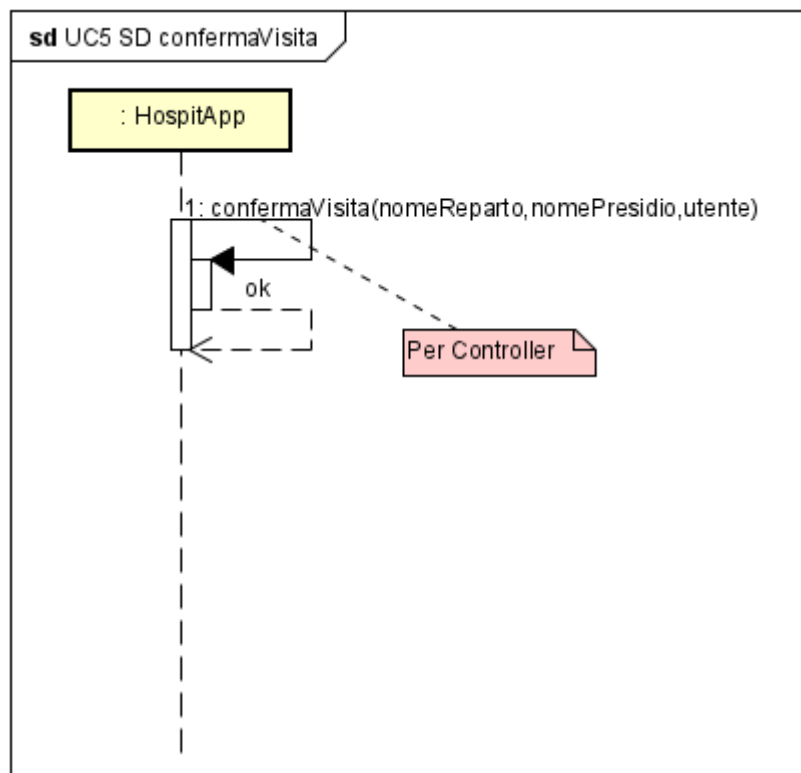 sd UC5 SD confermaVisita
: HospitApp
1: confermaVisita(nomeReparto,nomePresidio,utente)
ok
Per Controller